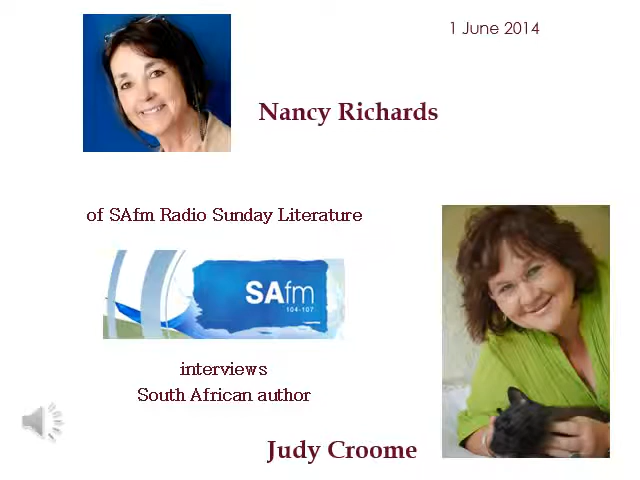 1 June 2014
Nancy Richards
of SAfm Radio Sunday Literature
SAfm
104-107
interviews
South African author
Judy Croome